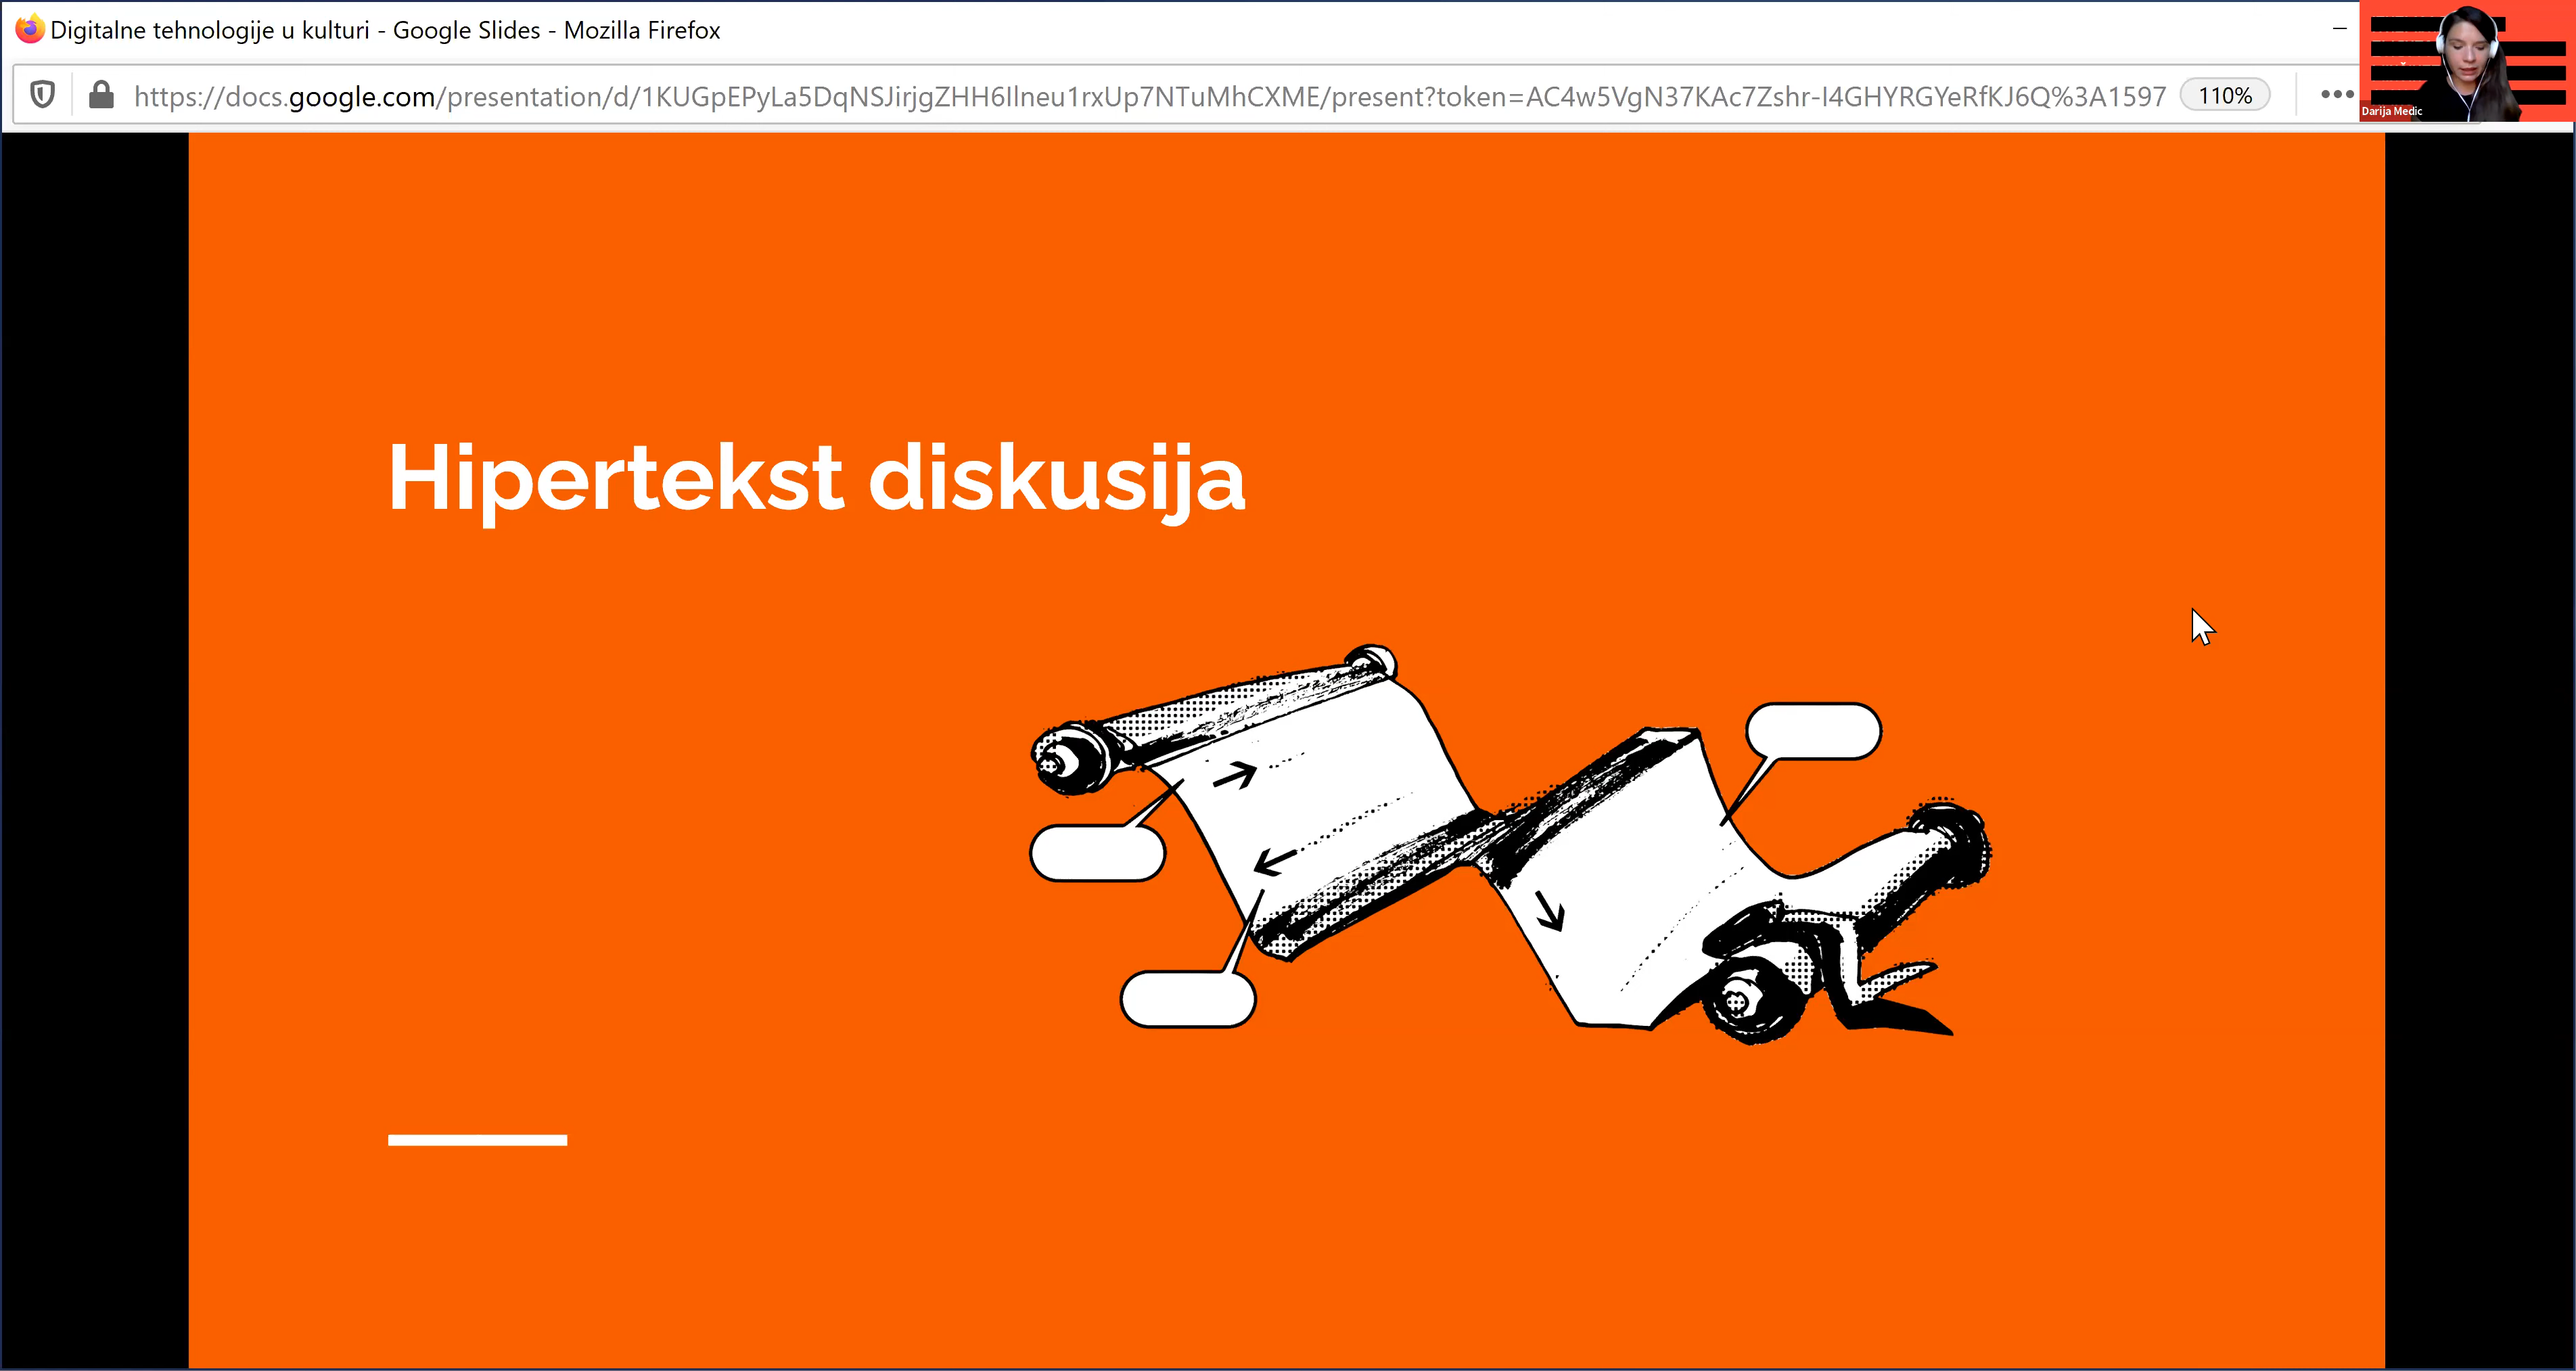 Digitalne tehnologije u kulturi - Google Slides - Mozilla Firefox
https://docs.google.com/presentation/d/1KUGpEPyLa5DqNSJirjgZHH6Ilneu1rxUp7NTuMhCXME/present?token=AC4w5VgN37KAc7Zshr-I4GHYRGYeRfKJ6Q%3A1597
110%
Darija Medic
Hipertekst diskusija